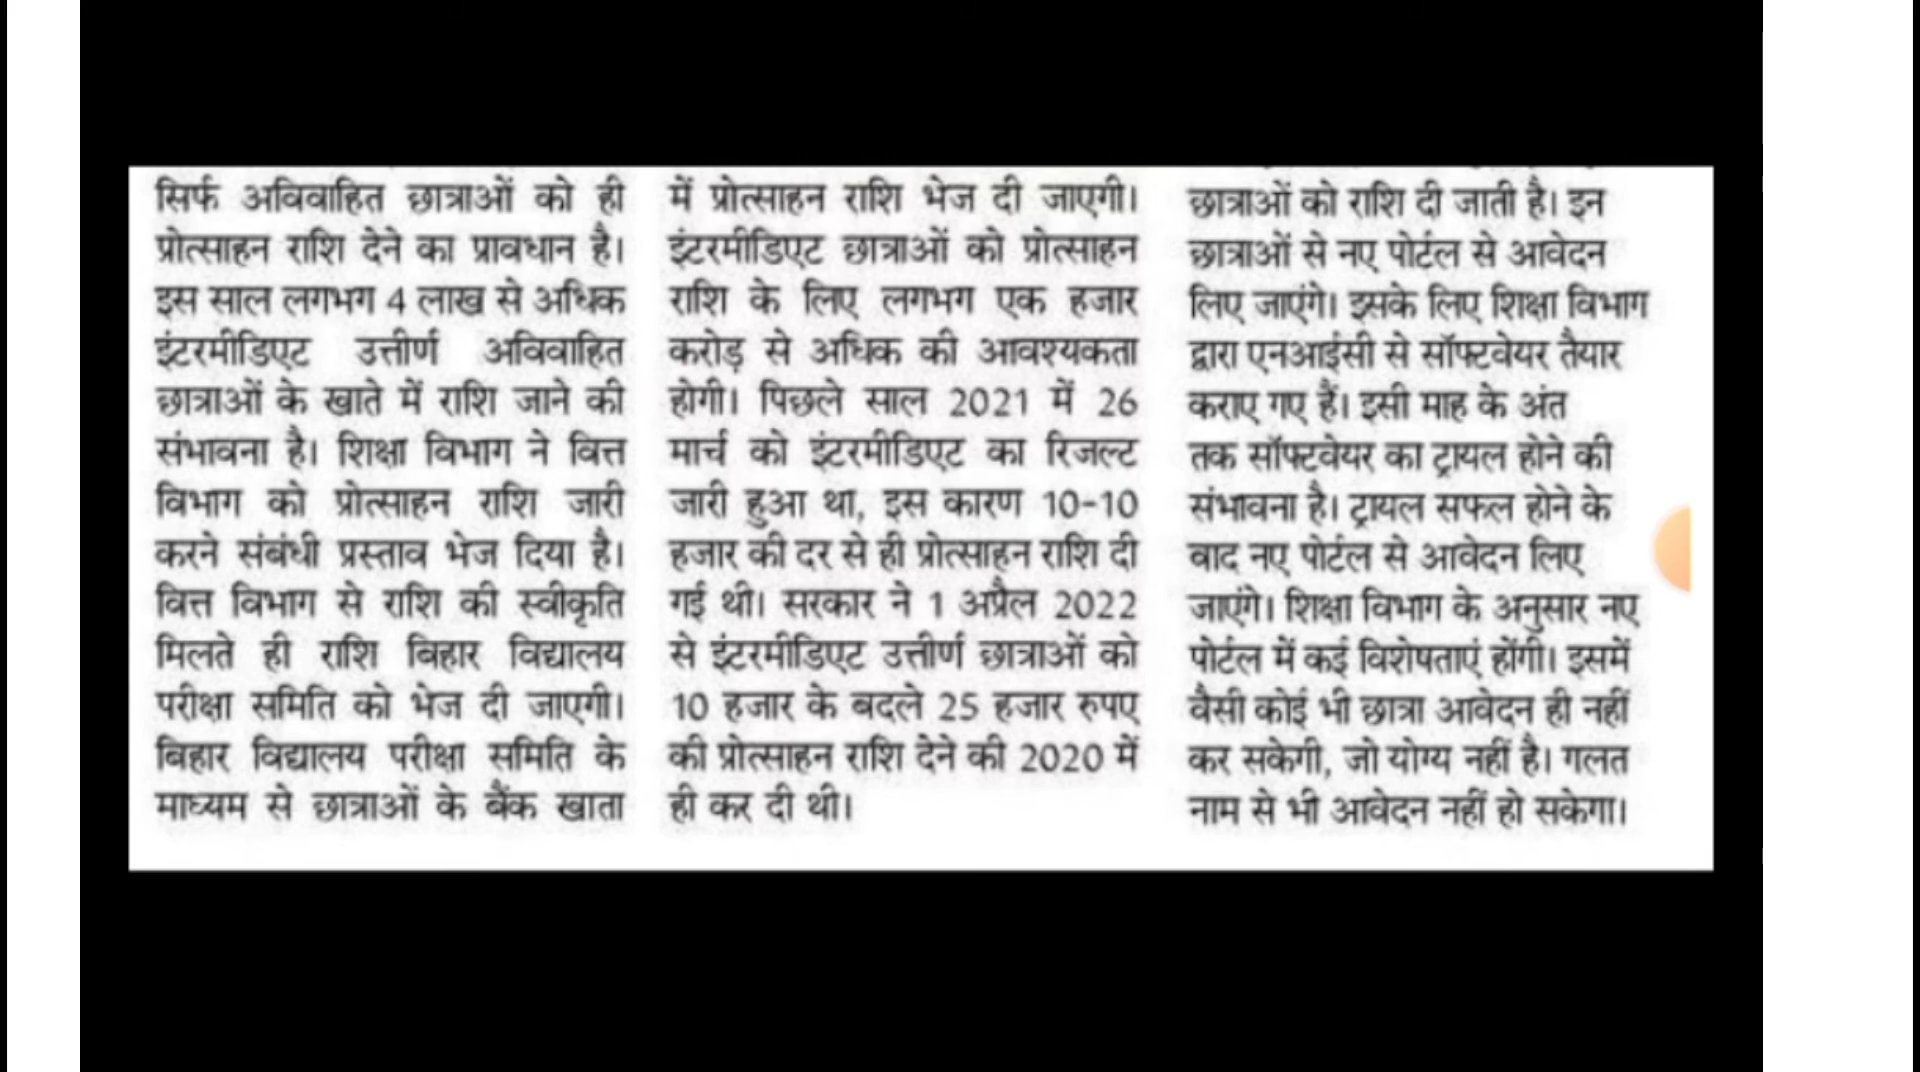 सिर्फ अविवाहित छात्राओं को ही
प्रोत्साहन राशि देने का प्रावधान है।
इस साल लगभग 4 लाख से अधिक
इंटरमीडिएट उत्तीर्ण अविवाहित
छात्राओं के खाते में राशि जाने की
संभावना है। शिक्षा विभाग ने वित्त
विभाग को प्रोत्साहन राशि जारी
करने संबंधी प्रस्ताव भेज दिया है।
वित्त विभाग से राशि की स्वीकृति
मिलते ही राशि बिहार विद्यालय
परीक्षा समिति को भेज दी जाएगी।
बिहार विद्यालय परीक्षा समिति के
माध्यम से छात्राओं के बैंक खाता
में प्रोत्साहन राशि भेज दी जाएगी।
इंटरमीडिएट छात्राओं को प्रोत्साहन
राशि के लिए लगभग एक हजार
करोड़ से अधिक की आवश्यकता
होगी। पिछले साल 2021 में 26
मार्च को इंटरमीडिएट का रिजल्ट
जारी हुआ था, इस कारण 10-10
हजार की दर से ही प्रोत्साहन राशि दी
गई थी। सरकार ने 1 अप्रैल 2022
से इंटरमीडिएट उत्तीर्ण छात्राओं को
10 हजार के बदले 25 हजार रुपए
की प्रोत्साहन राशि देने की 2020 में
ही कर दी थी।
छात्राओं को राशि दी जाती है। इन
छात्राओं से नए पोर्टल से आवेदन
लिए जाएंगे। इसके लिए शिक्षा विभाग
द्वारा एनआईसी से सॉफ्टवेयर तैयार
कराए गए हैं। इसी माह के अंत
तक सॉफ्टवेयर का ट्रायल होने की
संभावना है। ट्रायल सफल होने के
बाद नए पोर्टल से आवेदन लिए
जाएंगे। शिक्षा विभाग के अनुसार नए
पोर्टल में कई विशेषताएं होंगी। इसमें
वैसी कोई भी छात्रा आवेदन ही नहीं
कर सकेगी, जो योग्य नहीं है। गलत
नाम से भी आवेदन नहीं हो सकेगा।